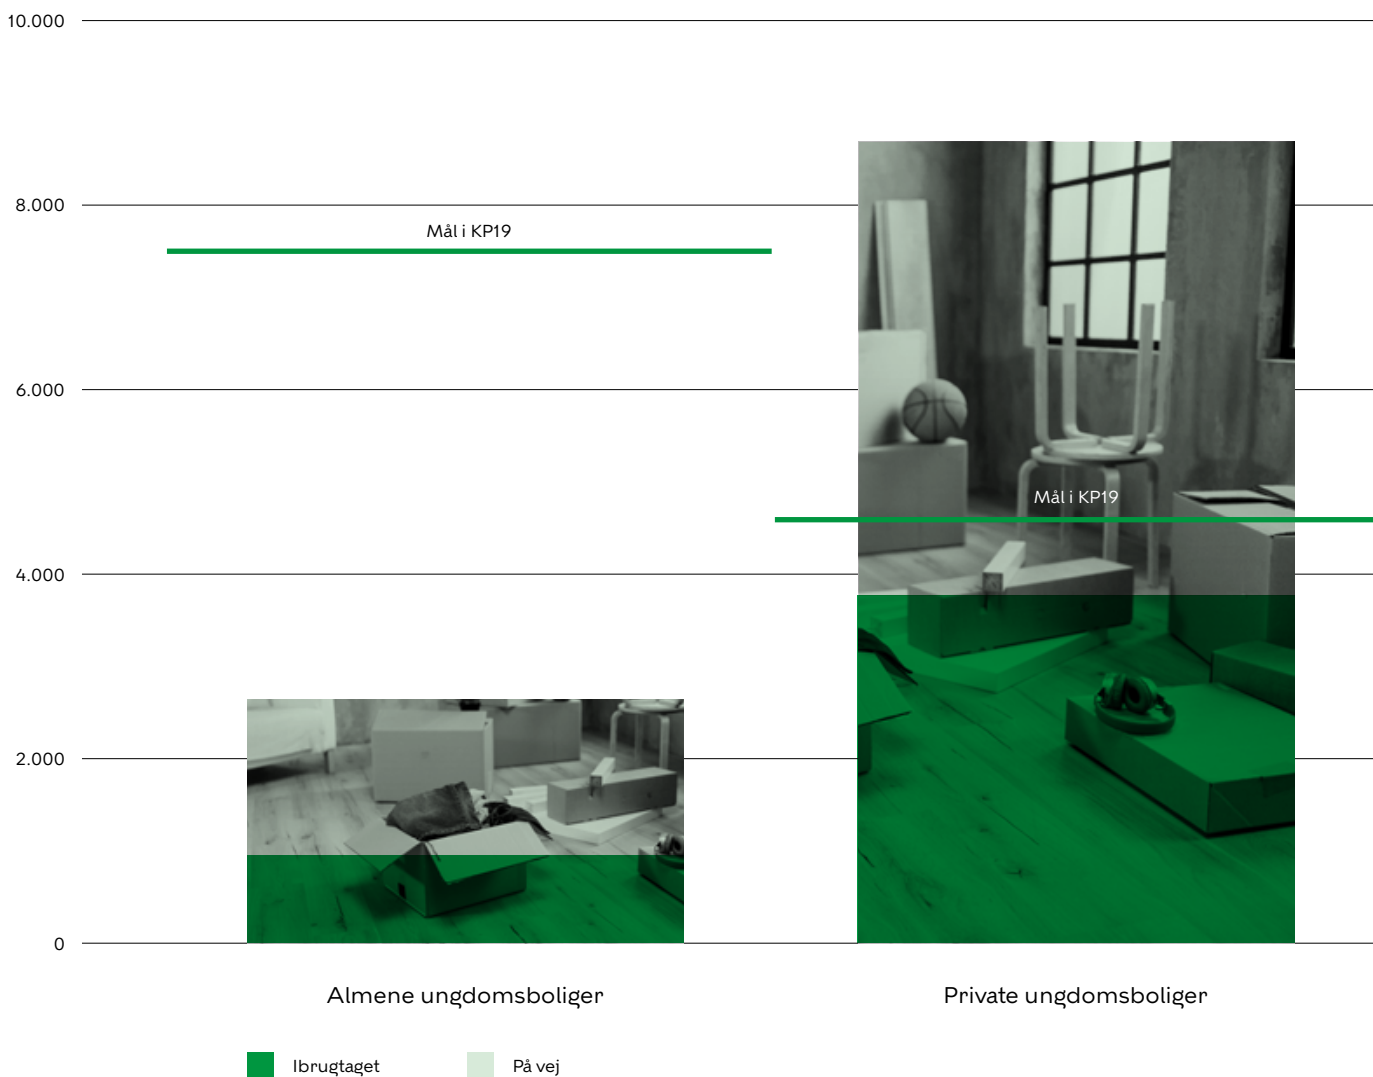 10.000
8.000
Mål i KP19
6.000
Mål i KP19
4.000
2.000
0
Almene ungdomsboliger
Private ungdomsboliger
Ibrugtaget
På vej